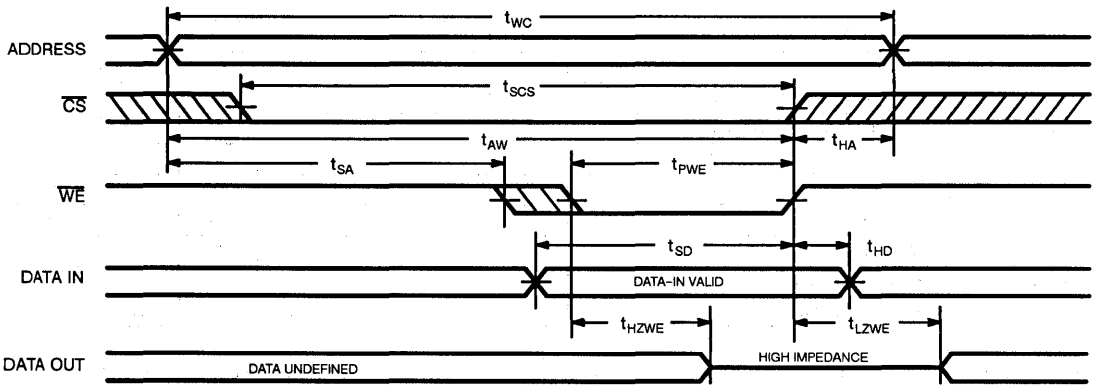 tWC
ADDRESS
tSCS
CS
tAW
tHA
tSA
tPWE
WE
tSD
tHD
DATA IN
DATA-IN VALID
tHZWE
tLZWE
DATA OUT
DATA UNDEFINED
HIGH IMPEDANCE